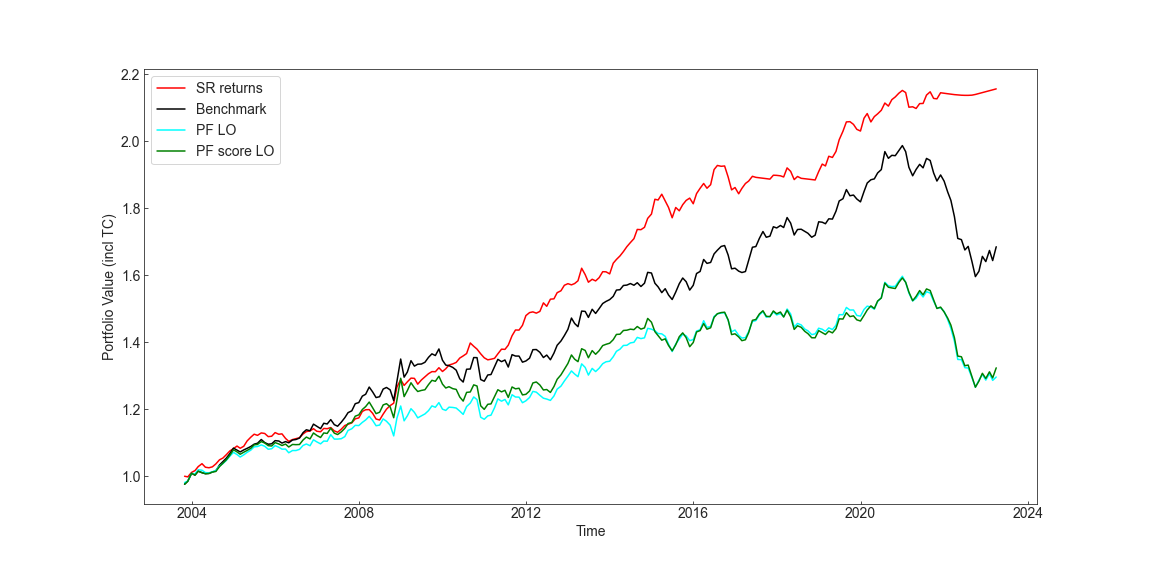 2.2
2.0
1.8
1.6
1.4
1.2
1.0
Portfolio Value (incl TC)
SR returns
Benchmark
PF LO
PF score LO
2004 2008 2012 2016 2020 2024
Time